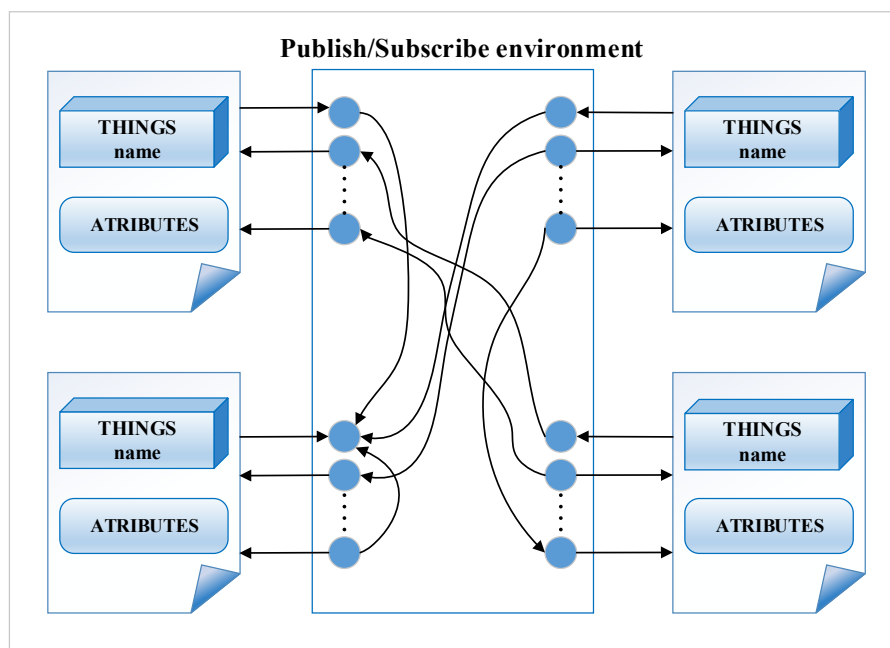 Publish/Subscribe environment
THINGS
name
ATRIBUTES
THINGS
name
ATRIBUTES
THINGS
name
ATRIBUTES
THINGS
name
ATRIBUTES